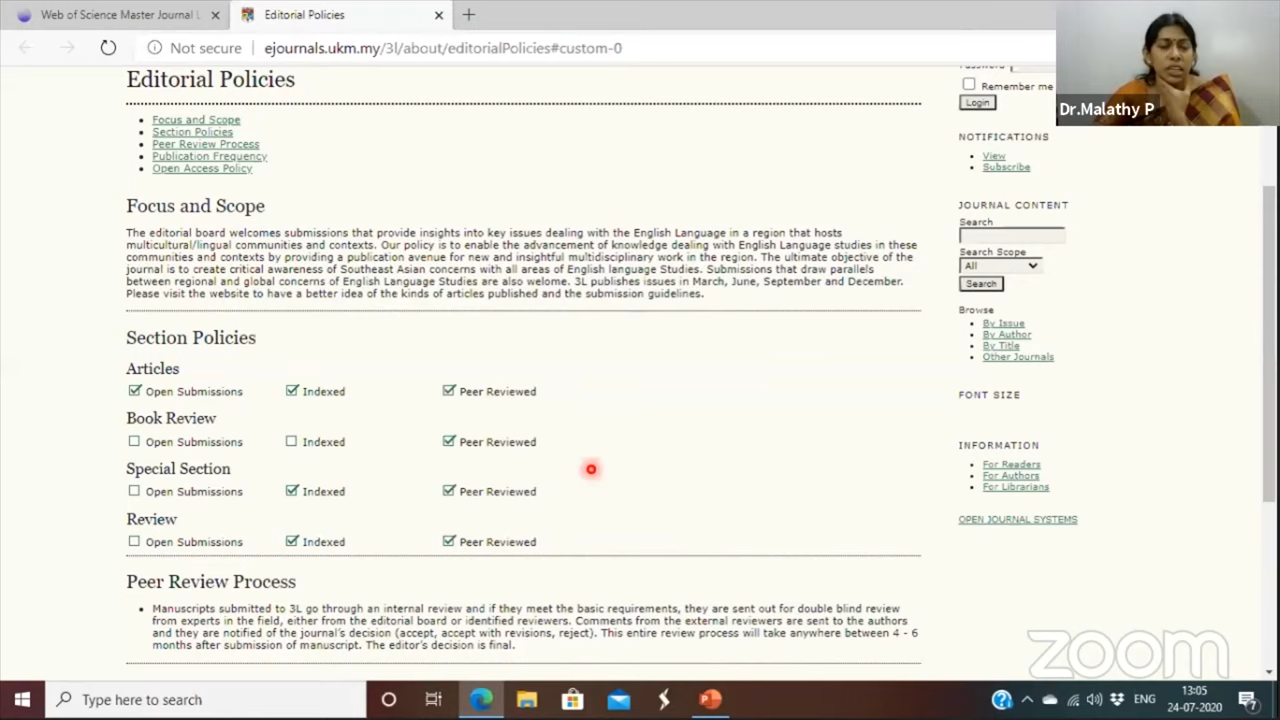 Web of Science Master Journal L
Editorial Policies
Not secure
ejournals.ukm.my/3l/about/editorialPolicies#custom-0
Editorial Policies
Focus and Scope
Section Policies
Peer Review Process
Publication Frequency
Open Access Policy
Focus and Scope
The editorial board welcomes submissions that provide insights into key issues dealing with the English Language in a region that hosts
multicultural/lingual communities and contexts. Our policy is to enable the advancement of knowledge dealing with English Language studies in these
communities and contexts by providing a publication avenue for new and insightful multidisciplinary work in the region. The ultimate objective of the
journal is to create critical awareness of Southeast Asian concerns with all areas of English language Studies. Submissions that draw parallels
between regional and global concerns of English Language Studies are also welome. 3L publishes issues in March, June, September and December.
Please visit the website to have a better idea of the kinds of articles published and the submission guidelines.
Section Policies
Articles
Open Submissions Indexed Peer Reviewed
Book Review
Open Submissions Indexed Peer Reviewed
Special Section
Open Submissions Indexed Peer Reviewed
Review
Open Submissions Indexed Peer Reviewed
Peer Review Process
Manuscripts submitted to 3L go through an internal review and if they meet the basic requirements, they are sent out for double blind review
from experts in the field, either from the editorial board or identified reviewers. Comments from the external reviewers are sent to the authors
and they are notified of the journal's decision (accept, accept with revisions, reject). This entire review process will take anywhere between 4 - 6
months after submission of manuscript. The editor's decision is final.
Remember me
Login
NOTIFICATIONS
View
Subscribe
JOURNAL CONTENT
Search
Search Scope
All
Search
Browse
By Issue
By Author
By Title
Other Journals
FONT SIZE
INFORMATION
For Readers
For Authors
For Librarians
OPEN JOURNAL SYSTEMS
Dr.Malathy P
zoom
Type here to search
ENG
13:05
24-07-2020
7